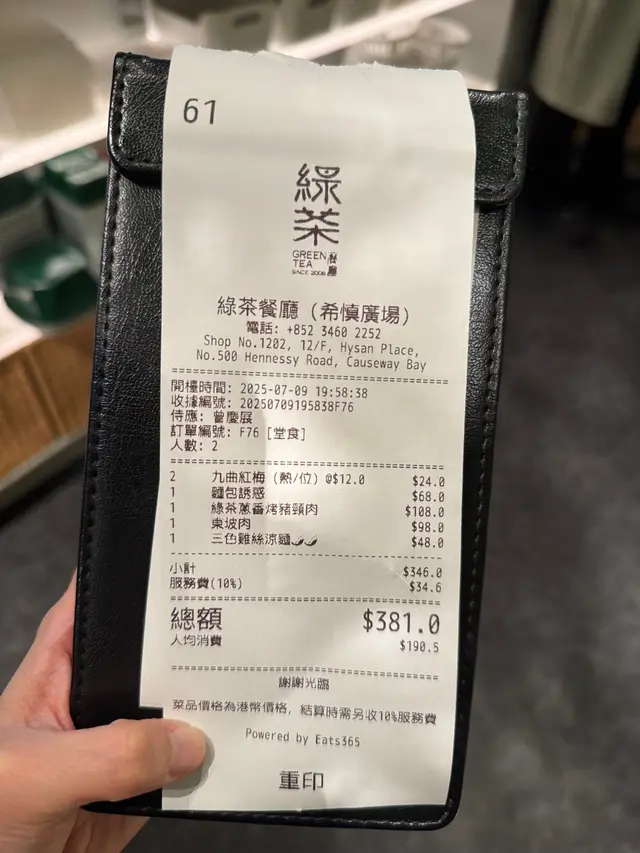 61
綠茶
GREEN TEA 餐廳
SINCE 2008
綠茶餐廳 (希慎廣場)
電話: +852 3460 2252
Shop No.1202, 12/F, Hysan Place,
No.500 Hennessy Road, Causeway Bay
開檯時間: 2025-07-09 19:58:38
收據編號: 20250709195838F76
侍應: 曾慶展
訂單編號: F76 [堂食]
人數: 2
2 九曲紅梅 (熱/位) @$12.0 $24.0
1 麵包誘惑 $68.0
1 綠茶蔥香烤豬頸肉 $108.0
1 東坡肉 $98.0
1 三色雞絲涼麵🌶🌶 $48.0
小計 $346.0
服務費(10%) $34.6
總額 $381.0
人均消費 $190.5
謝謝光臨
菜品價格為港幣價格, 結算時需另收10%服務費
Powered by Eats365
重印